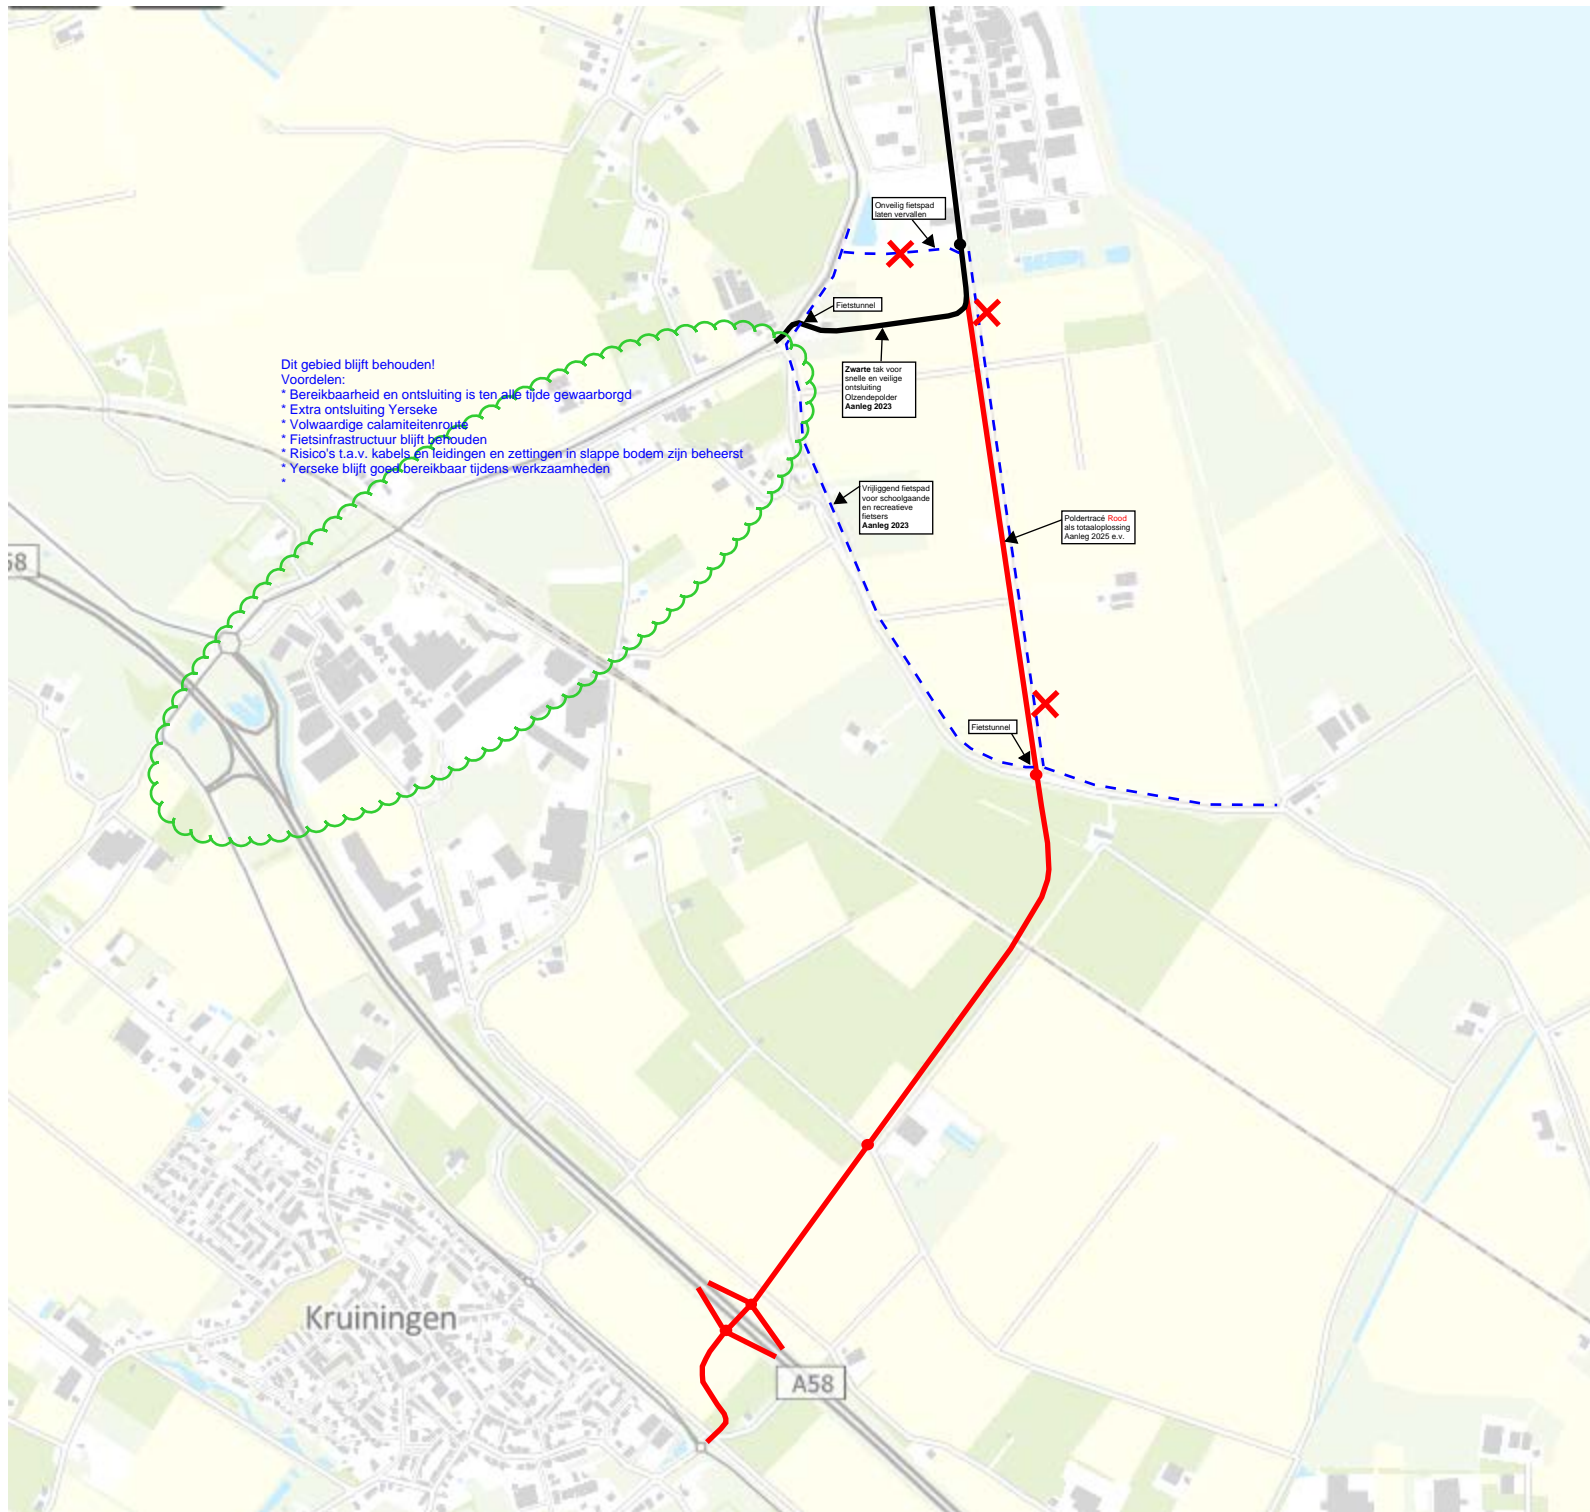 Onveilig fietspad
laten vervallen
Fietstunnel
Dit gebied blijft behouden!
Voordelen:
* Bereikbaarheid en ontsluiting is ten alle tijde gewaarborgd
* Extra ontsluiting Yerseke
* Volwaardige calamiteitenroute
* Fietsinfrastructuur blijft behouden
* Risico's t.a.v. kabels en leidingen en zettingen in slappe bodem zijn beheerst
* Yerseke blijft goed bereikbaar tijdens werkzaamheden
*
Zwarte tak voor
snelle en veilige
ontsluiting
Olzendepolder
Aanleg 2023
Vrijliggend fietspad
voor schoolgaande
en recreatieve
fietsers
Aanleg 2023
Poldertracé Rood
als totaaloplossing
Aanleg 2025 e.v.
58
Fietstunnel
Kruiningen
A58